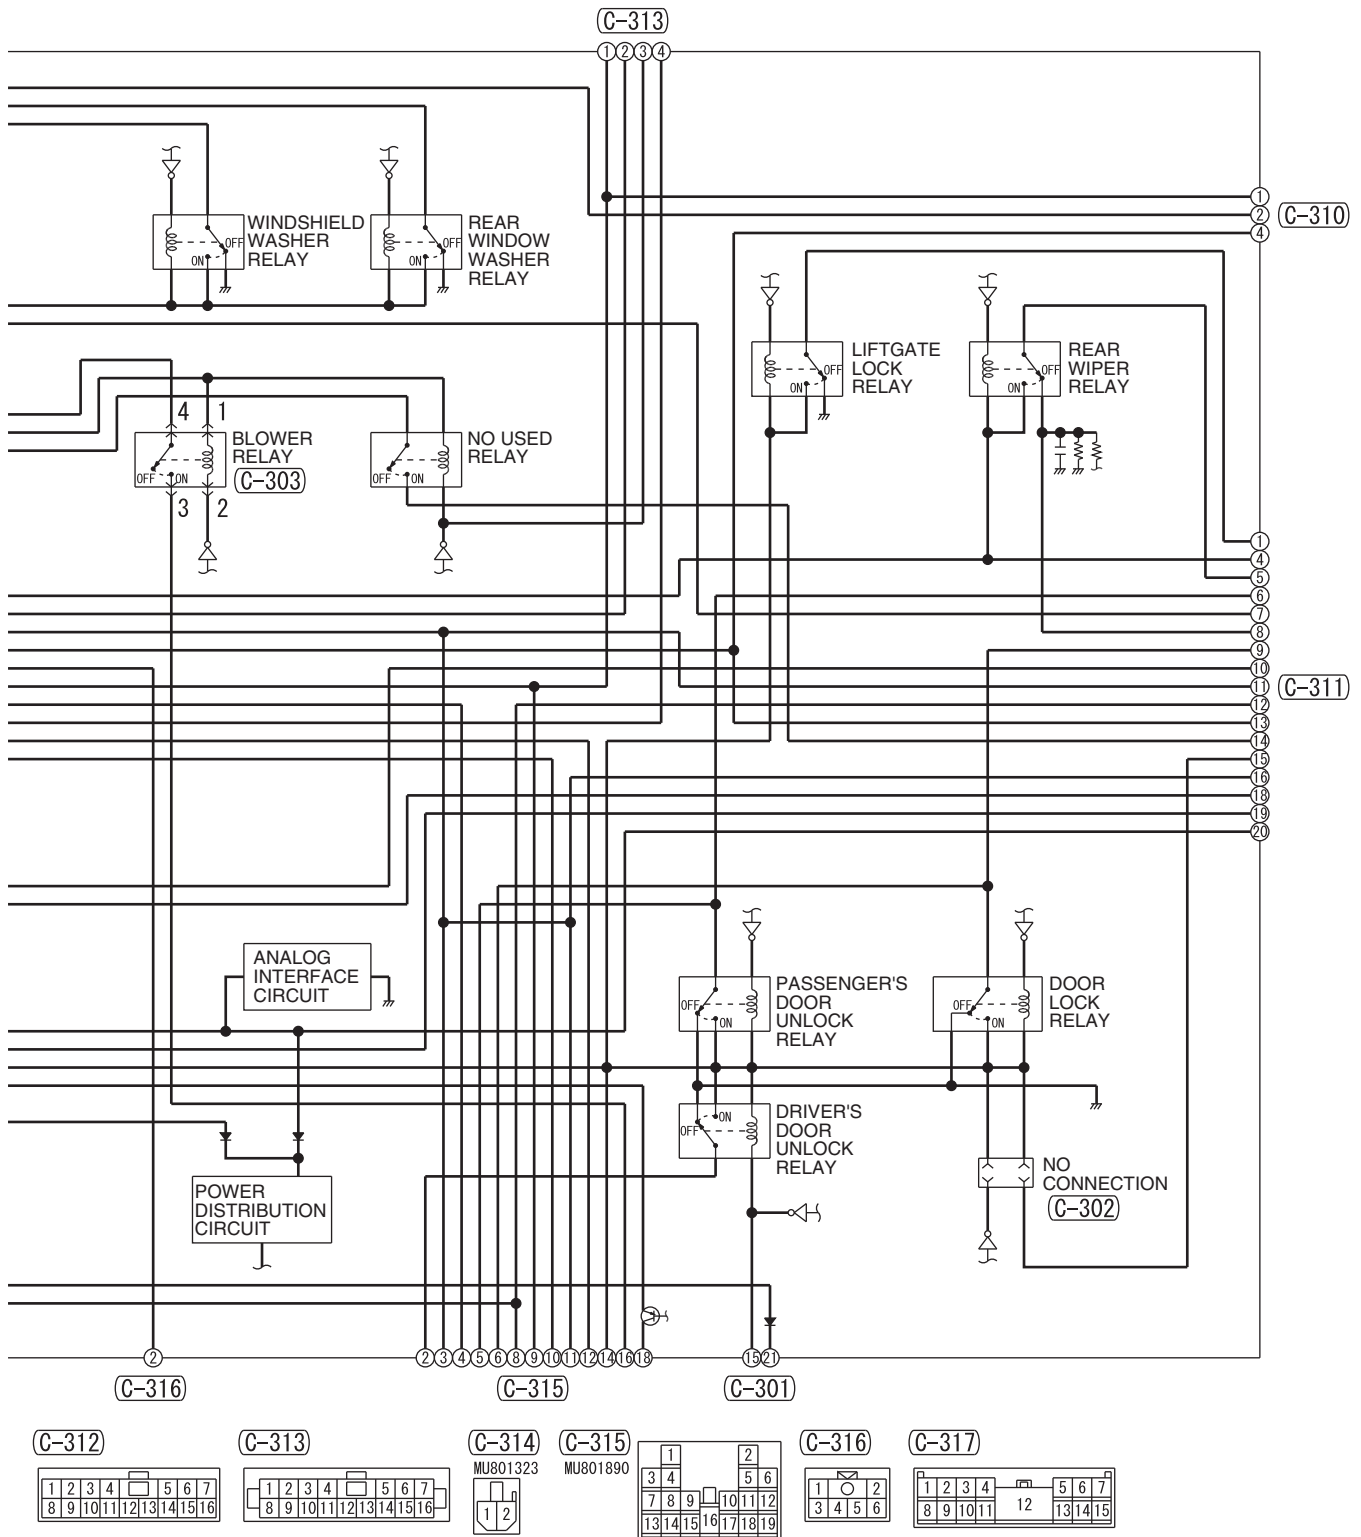 C-313
1 2 3 4
1
2
C-310
4
WINDSHIELD
WASHER
RELAY
OFF
ON
REAR
WINDOW
WASHER
RELAY
OFF
ON
LIFTGATE
LOCK
RELAY
OFF
ON
REAR
WIPER
RELAY
OFF
ON
4 1
BLOWER
RELAY
C-303
OFF ON
3 2
NO USED
RELAY
OFF ON
1
4
5
6
7
8
9
10
11
C-311
12
13
14
15
16
18
19
20
ANALOG
INTERFACE
CIRCUIT
PASSENGER'S
DOOR
UNLOCK
RELAY
OFF
ON
DOOR
LOCK
RELAY
OFF
ON
DRIVER'S
DOOR
UNLOCK
RELAY
ON
OFF
NO
CONNECTION
C-302
POWER
DISTRIBUTION
CIRCUIT
2
2 3 4 5 6 8 9 10 11 12 14 16 18
15 21
C-316
C-315
C-301
C-312
1 2 3 4 5 6 7
8 9 10 11 12 13 14 15 16
C-313
1 2 3 4 5 6 7
8 9 10 11 12 13 14 15 16
C-314
MU801323
1 2
C-315
MU801890
1 2
3 4 5 6
7 8 9 10 11 12
13 14 15 16 17 18 19
C-316
1 2
3 4 5 6
C-317
1 2 3 4 5 6 7
8 9 10 11 12 13 14 15